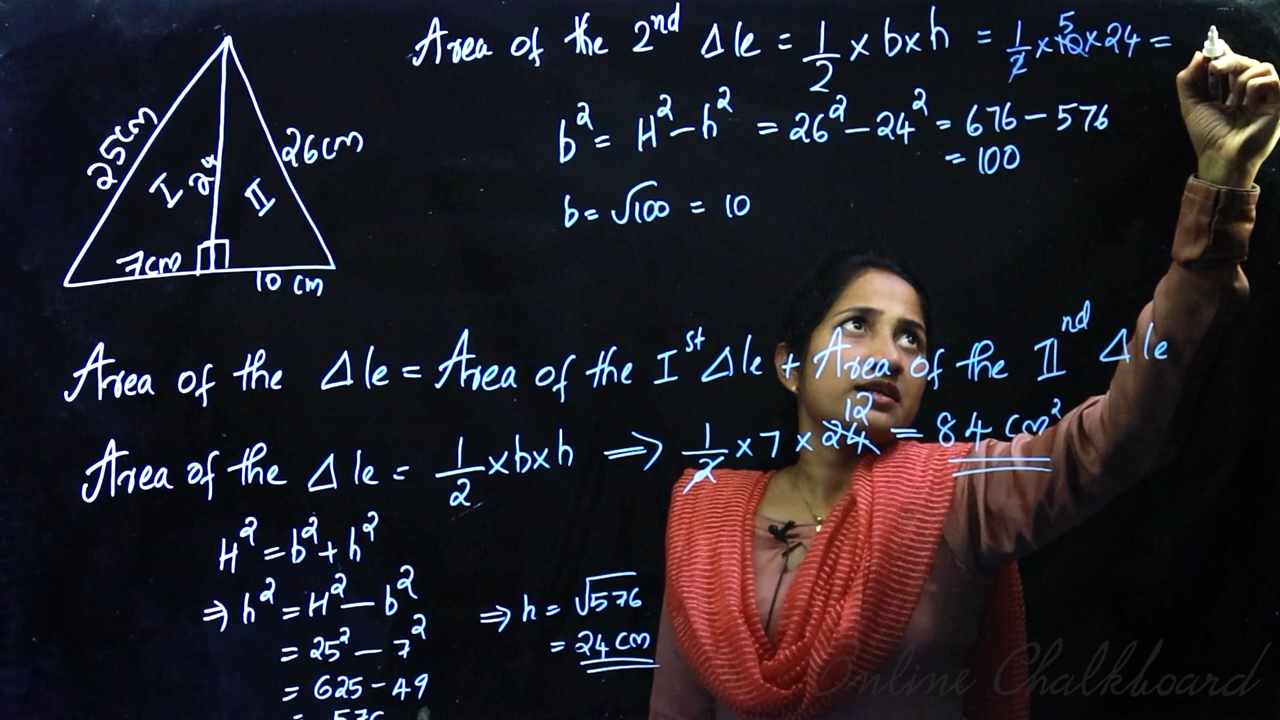 Area of the 2nd Δle = 1/2 × b × h = 1/2 × 10 5 × 24 =
b² = H² − h² = 26² − 24² = 676 − 576
= 100
b = √100 = 10
25cm
26cm
I 24 II
7cm
10 cm
Area of the Δle = Area of the Ist Δle + Area of the IInd Δle
Area of the Δle = 1/2 × b × h ⇒ 1/2 × 7 × 24 12 = 84 cm²
H² = b² + h²
⇒ h² = H² − b²
= 25² − 7²
= 625 − 49
= 576
⇒ h = √576
= 24 cm
Online Chalkboard